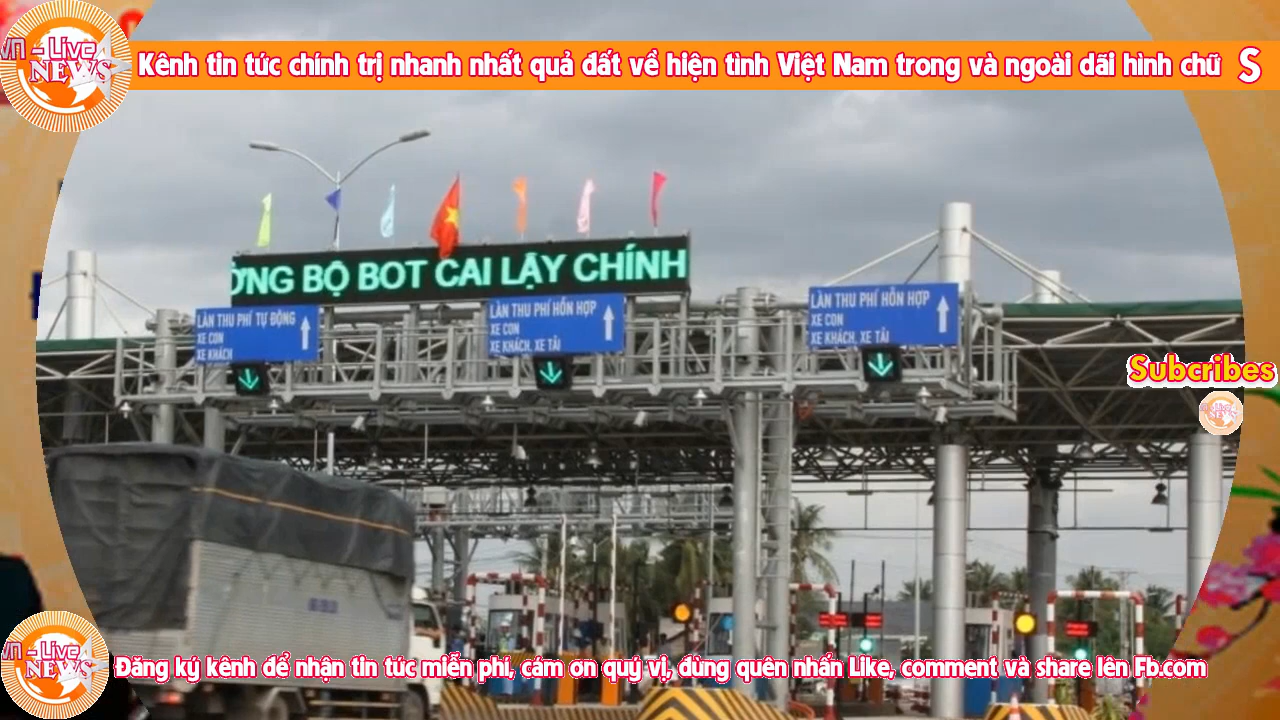 VN - Live
NEWS
Kênh tin tức chính trị nhanh nhất quả đất về hiện tình Việt Nam trong và ngoài dãi hình chữ S
ỜNG BỘ BOT CAI LẬY CHÍNH
LÀN THU PHÍ TỰ ĐỘNG
XE CON
XE KHÁCH
LÀN THU PHÍ HỖN HỢP
XE CON
XE KHÁCH, XE TẢI
LÀN THU PHÍ HỖN HỢP
XE CON
XE KHÁCH, XE TẢI
Subcribes
VN - Live
NEWS
Đăng ký kênh để nhận tin tức miễn phí, cám ơn quý vị, đùng quên nhấn Like, comment và share lên Fb.com